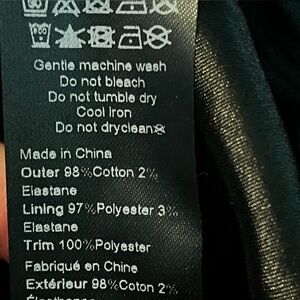 Gentle machine wash
Do not bleach
Do not tumble dry
Cool iron
Do not dryclean
Made in China
Outer 98%Cotton 2%
Elastane
Lining 97%Polyester 3%
Elastane
Trim 100%Polyester
Fabriqué en Chine
Extérieur 98%Coton 2%
Élasthanne